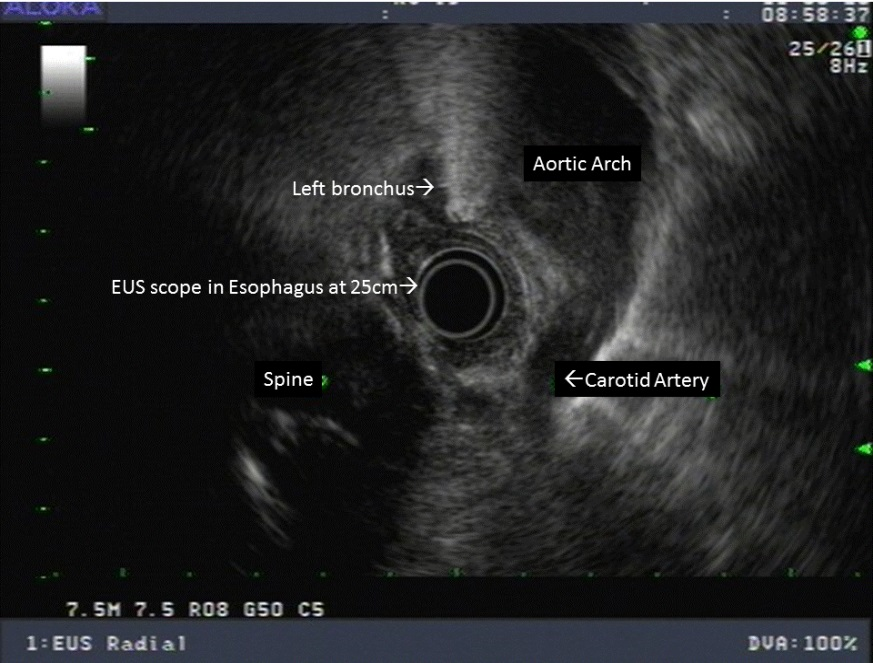 ALOKA
08:58:37
25/261
8Hz
Aortic Arch
Left bronchus→
EUS scope in Esophagus at 25cm→
Spine
←Carotid Artery
7.5M 7.5 R08 G50 C5
1:EUS Radial
DVA:100%